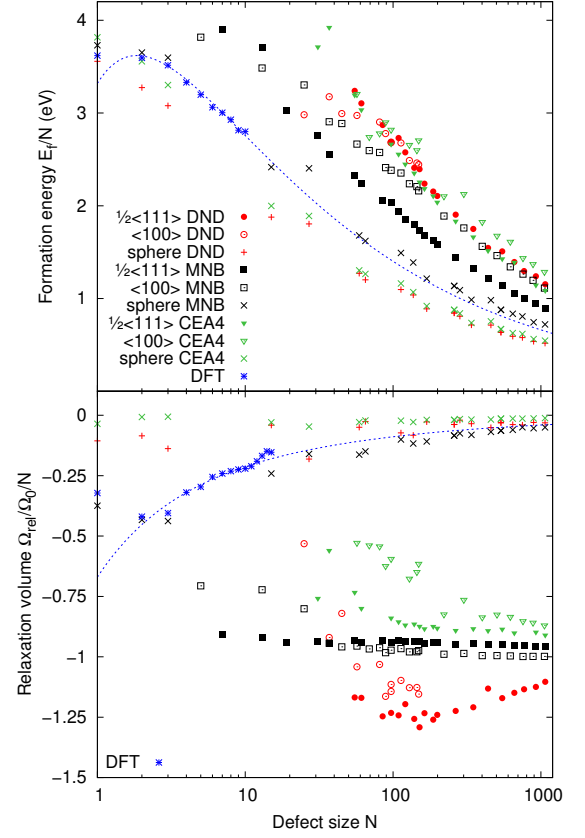 Formation energy E_f/N (eV)
4
3
2
1
½<111> DND
<100> DND
sphere DND
½<111> MNB
<100> MNB
sphere MNB
½<111> CEA4
<100> CEA4
sphere CEA4
DFT
Relaxation volume Ω_rel/Ω_0/N
0
-0.25
-0.5
-0.75
-1
-1.25
-1.5
DFT
1 10 100 1000
Defect size N